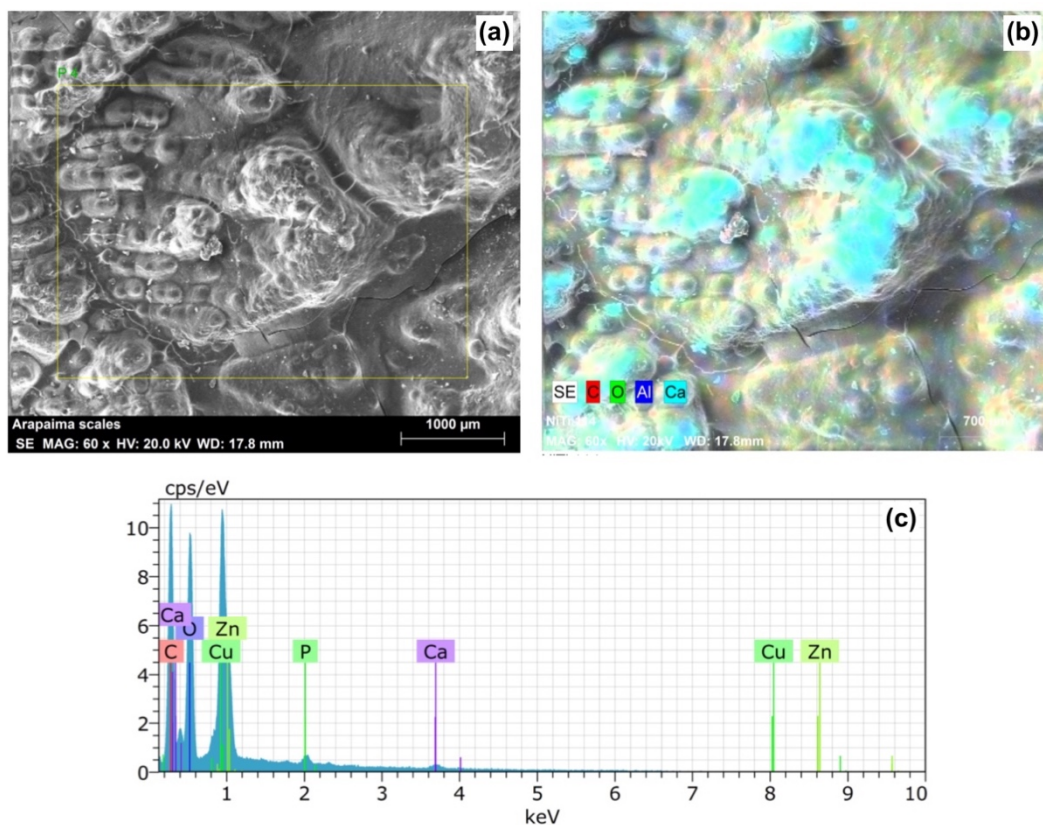 (a)
Arapaima scales
SE MAG: 60 x HV: 20.0 kV WD: 17.8 mm
1000 µm
(b)
SE C O Al Ca
MAG: 60x HV: 20kV WD: 17.8mm
700
(c)
cps/eV
10
8
6
4
2
0
Ca O Zn
C Cu P Ca Cu Zn
1 2 3 4 5 6 7 8 9 10
keV